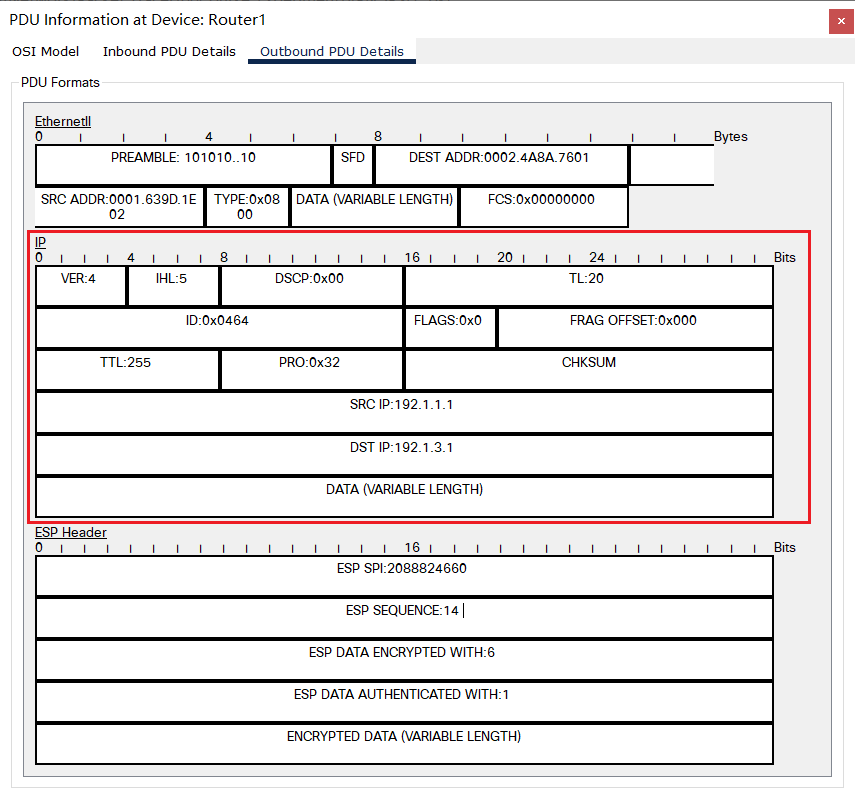 PDU Information at Device: Router1
×
OSI Model Inbound PDU Details Outbound PDU Details
PDU Formats
EthernetII
0 4 8 Bytes
PREAMBLE: 101010..10 SFD DEST ADDR:0002.4A8A.7601
SRC ADDR:0001.639D.1E
02
TYPE:0x08
00
DATA (VARIABLE LENGTH) FCS:0x00000000
IP
0 4 8 16 20 24 Bits
VER:4 IHL:5 DSCP:0x00 TL:20
ID:0x0464 FLAGS:0x0 FRAG OFFSET:0x000
TTL:255 PRO:0x32 CHKSUM
SRC IP:192.1.1.1
DST IP:192.1.3.1
DATA (VARIABLE LENGTH)
ESP Header
0 16 Bits
ESP SPI:2088824660
ESP SEQUENCE:14
ESP DATA ENCRYPTED WITH:6
ESP DATA AUTHENTICATED WITH:1
ENCRYPTED DATA (VARIABLE LENGTH)